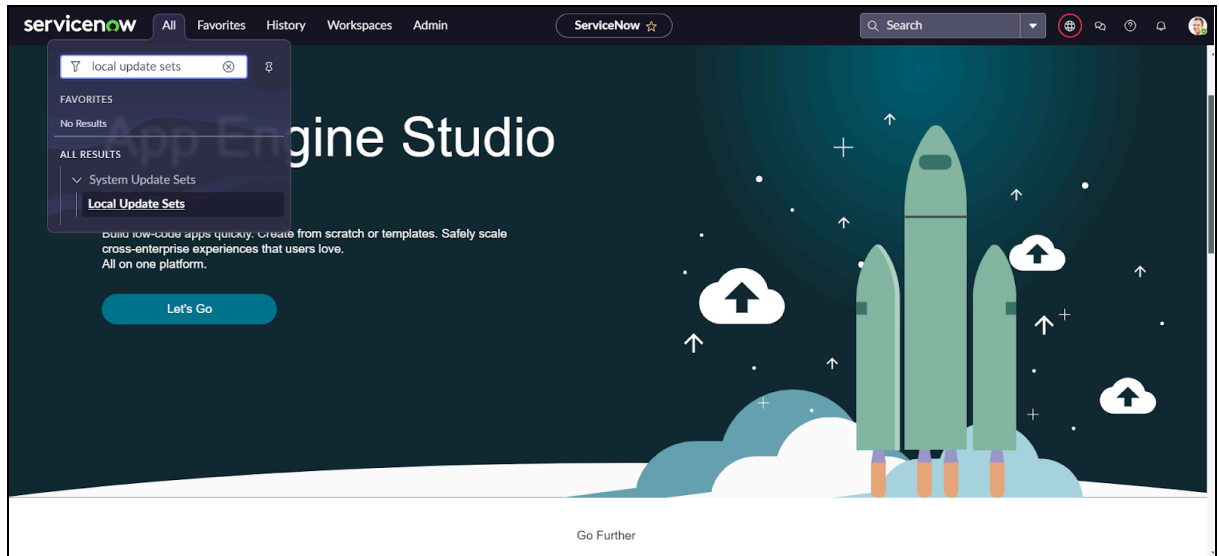 servicenow All Favorites History Workspaces Admin ServiceNow Search
local update sets
FAVORITES
No Results
App Engine Studio
ALL RESULTS
System Update Sets
Local Update Sets
Build low-code apps quickly. Create from scratch or templates. Safely scale
cross-enterprise experiences that users love.
All on one platform.
Let's Go
Go Further